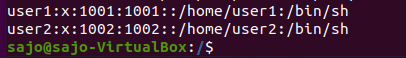 user1:x:1001:1001::/home/user1:/bin/sh
user2:x:1002:1002::/home/user2:/bin/sh
sajo@sajo-VirtualBox:/$